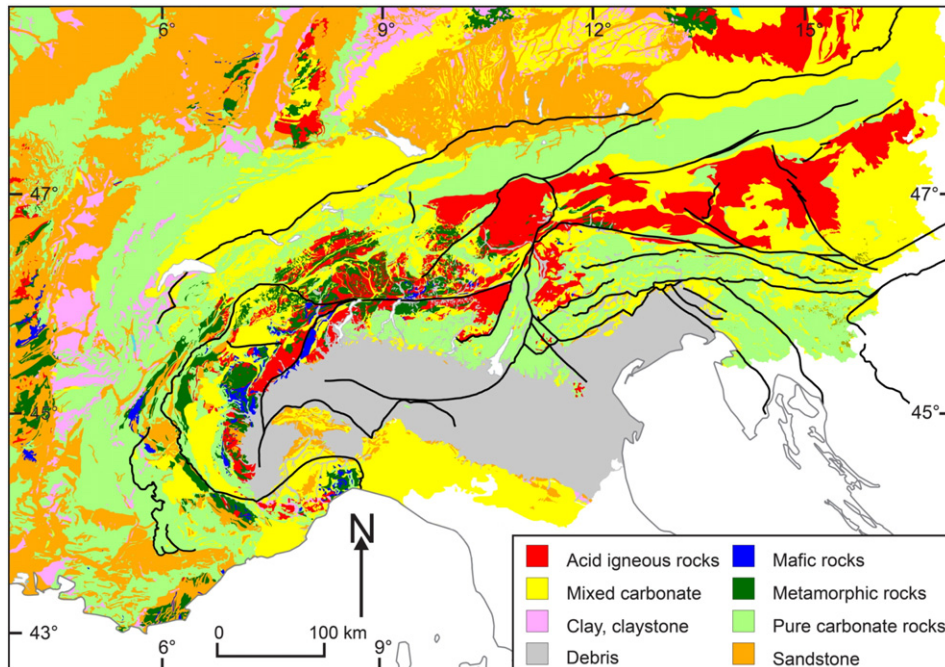 6° 9° 12° 15°
47° 47°
45° 45°
N
43°
0 100 km
6° 9°
Acid igneous rocks Mafic rocks
Mixed carbonate Metamorphic rocks
Clay, claystone Pure carbonate rocks
Debris Sandstone